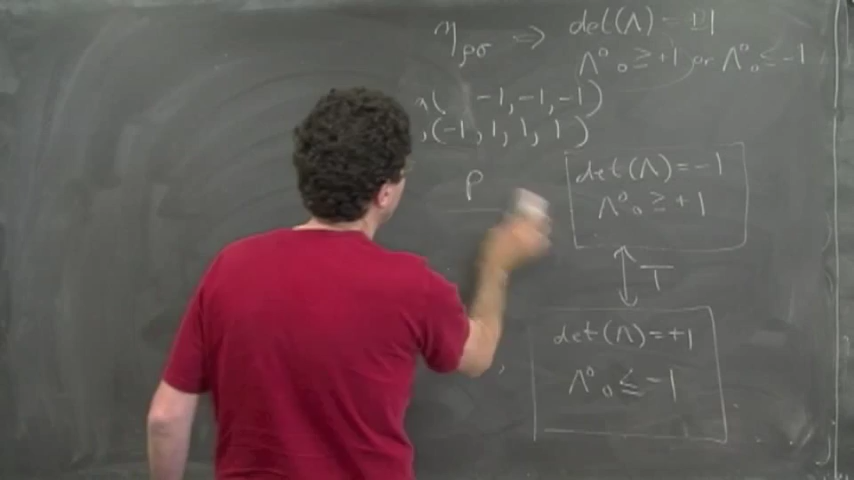 η_ρσ ⇒ det(Λ) = ±1
Λ⁰₀ ≥ +1 or Λ⁰₀ ≤ -1
-1, -1, -1)
(-1, 1, 1, 1)
P
det(Λ) = -1
Λ⁰₀ ≥ +1
T
det(Λ) = +1
Λ⁰₀ ≤ -1